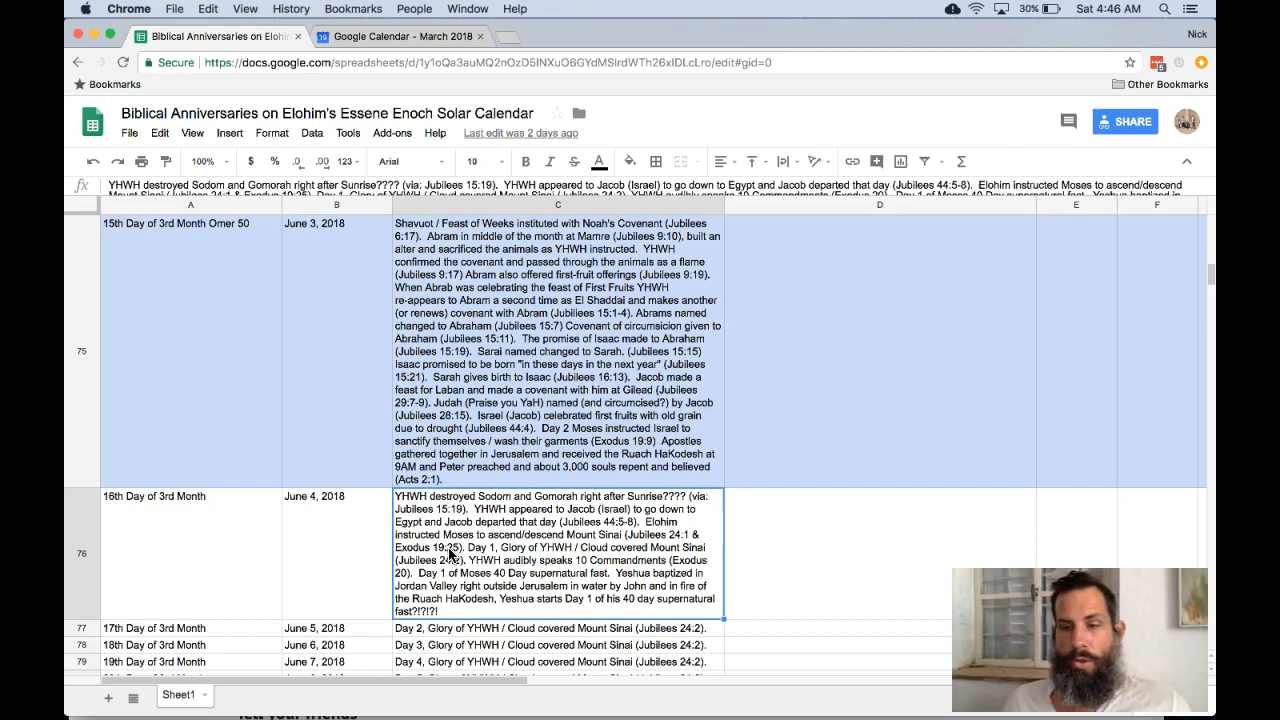 Chrome File Edit View History Bookmarks People Window Help 30% Sat 4:46 AM
Biblical Anniversaries on Elohim Google Calendar - March 2018 Nick
Secure https://docs.google.com/spreadsheets/d/1y1oQa3auMQ2nOzD5INXuO6GYdMSlrdWTh26xIDLcLro/edit#gid=0
Bookmarks Other Bookmarks
Biblical Anniversaries on Elohim's Essene Enoch Solar Calendar
File Edit View Insert Format Data Tools Add-ons Help Last edit was 2 days ago SHARE
100% $ % .0 .00 123 Arial 10 B I S A
fx YHWH destroyed Sodom and Gomorah right after Sunrise???? (via: Jubilees 15:19). YHWH appeared to Jacob (Israel) to go down to Egypt and Jacob departed that day (Jubilees 44:5-8). Elohim instructed Moses to ascend/descend
A B C D E F
15th Day of 3rd Month Omer 50 June 3, 2018 Shavuot / Feast of Weeks instituted with Noah's Covenant (Jubilees
6:17). Abram in middle of the month at Mamre (Jubilees 9:10), built an
alter and sacrificed the animals as YHWH instructed. YHWH
confirmed the covenant and passed through the animals as a flame
(Jubilees 9:17) Abram also offered first-fruit offerings (Jubilees 9:19).
When Abrab was celebrating the feast of First Fruits YHWH
re-appears to Abram a second time as El Shaddai and makes another
(or renews) covenant with Abram (Jubilees 15:1-4). Abrams named
changed to Abraham (Jubilees 15:7) Covenant of circumsicion given to
Abraham (Jubilees 15:11). The promise of Isaac made to Abraham
75 (Jubilees 15:19). Sarai named changed to Sarah. (Jubilees 15:15)
Isaac promised to be born "in these days in the next year" (Jubilees
15:21). Sarah gives birth to Isaac (Jubilees 16:13). Jacob made a
feast for Laban and made a covenant with him at Gilead (Jubilees
29:7-9). Judah (Praise you YaH) named (and circumcised?) by Jacob
(Jubilees 28:15). Israel (Jacob) celebrated first fruits with old grain
due to drought (Jubilees 44:4). Day 2 Moses instructed Israel to
sanctify themselves / wash their garments (Exodus 19:9) Apostles
gathered together in Jerusalem and received the Ruach HaKodesh at
9AM and Peter preached and about 3,000 souls repent and believed
(Acts 2:1).
16th Day of 3rd Month June 4, 2018 YHWH destroyed Sodom and Gomorah right after Sunrise???? (via:
Jubilees 15:19). YHWH appeared to Jacob (Israel) to go down to
Egypt and Jacob departed that day (Jubilees 44:5-8). Elohim
instructed Moses to ascend/descend Mount Sinai (Jubilees 24:1 &
76 Exodus 19:25). Day 1, Glory of YHWH / Cloud covered Mount Sinai
(Jubilees 24:2). YHWH audibly speaks 10 Commandments (Exodus
20). Day 1 of Moses 40 Day supernatural fast. Yeshua baptized in
Jordan Valley right outside Jerusalem in water by John and in fire of
the Ruach HaKodesh, Yeshua starts Day 1 of his 40 day supernatural
fast?!?!?!
77 17th Day of 3rd Month June 5, 2018 Day 2, Glory of YHWH / Cloud covered Mount Sinai (Jubilees 24:2).
78 18th Day of 3rd Month June 6, 2018 Day 3, Glory of YHWH / Cloud covered Mount Sinai (Jubilees 24:2).
79 19th Day of 3rd Month June 7, 2018 Day 4, Glory of YHWH / Cloud covered Mount Sinai (Jubilees 24:2).
Sheet1